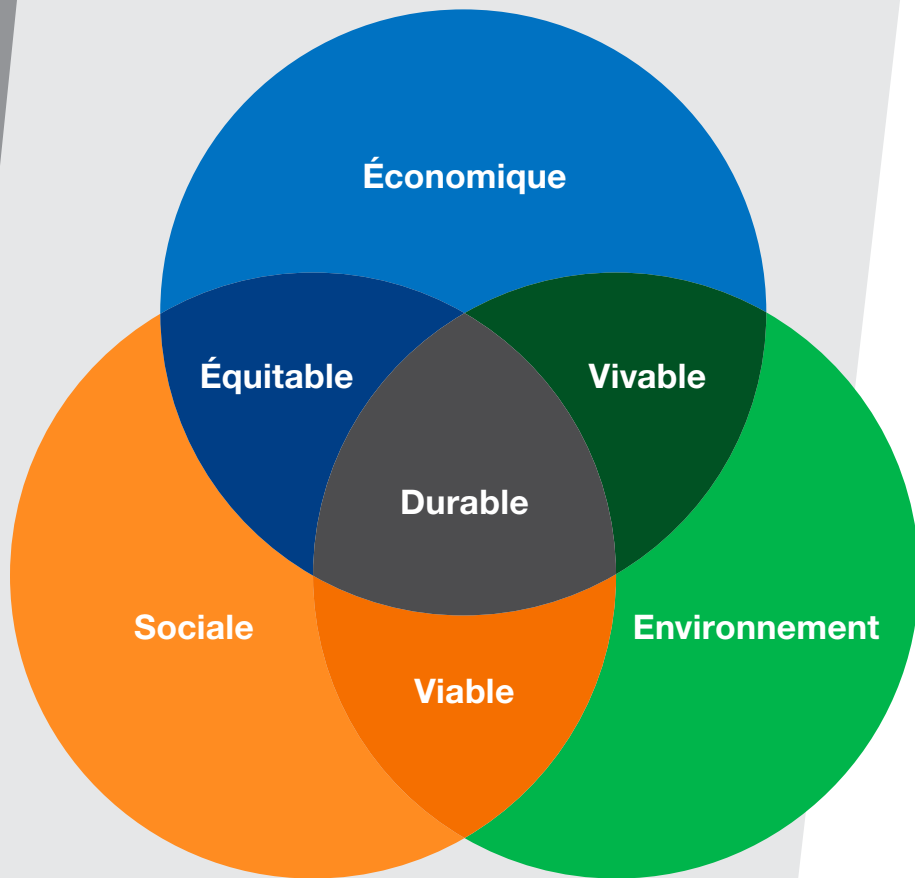 Économique
Équitable
Vivable
Durable
Sociale
Environnement
Viable